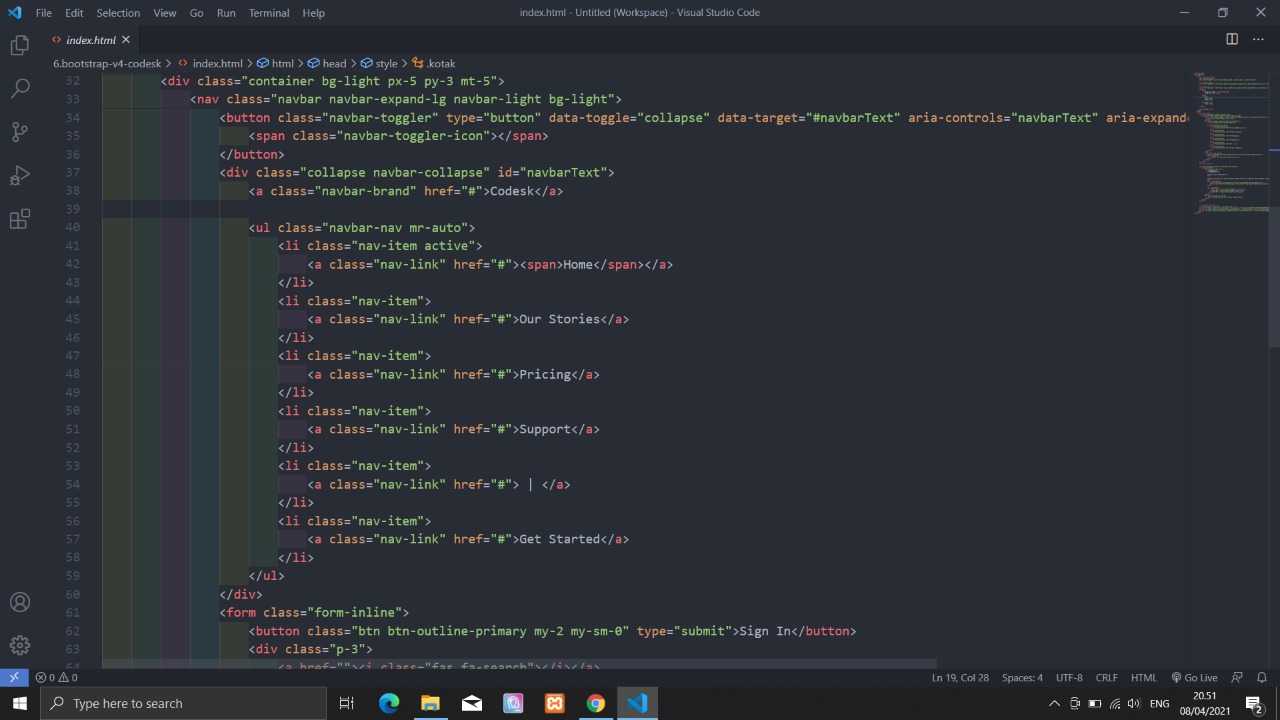 File Edit Selection View Go Run Terminal Help index.html - Untitled (Workspace) - Visual Studio Code
index.html
6.bootstrap-v4-codesk > index.html > html > head > style > .kotak
32 <div class="container bg-light px-5 py-3 mt-5">
33 <nav class="navbar navbar-expand-lg navbar-light bg-light">
34 <button class="navbar-toggler" type="button" data-toggle="collapse" data-target="#navbarText" aria-controls="navbarText" aria-expande
35 <span class="navbar-toggler-icon"></span>
36 </button>
37 <div class="collapse navbar-collapse" id="navbarText">
38 <a class="navbar-brand" href="#">Codesk</a>
39
40 <ul class="navbar-nav mr-auto">
41 <li class="nav-item active">
42 <a class="nav-link" href="#"><span>Home</span></a>
43 </li>
44 <li class="nav-item">
45 <a class="nav-link" href="#">Our Stories</a>
46 </li>
47 <li class="nav-item">
48 <a class="nav-link" href="#">Pricing</a>
49 </li>
50 <li class="nav-item">
51 <a class="nav-link" href="#">Support</a>
52 </li>
53 <li class="nav-item">
54 <a class="nav-link" href="#"> | </a>
55 </li>
56 <li class="nav-item">
57 <a class="nav-link" href="#">Get Started</a>
58 </li>
59 </ul>
60 </div>
61 <form class="form-inline">
62 <button class="btn btn-outline-primary my-2 my-sm-0" type="submit">Sign In</button>
63 <div class="p-3">
64 <a href=""><i class="fas fa-search"></i></a>
0 0 Ln 19, Col 28 Spaces: 4 UTF-8 CRLF HTML Go Live
Type here to search
ENG
20.51
08/04/2021
2